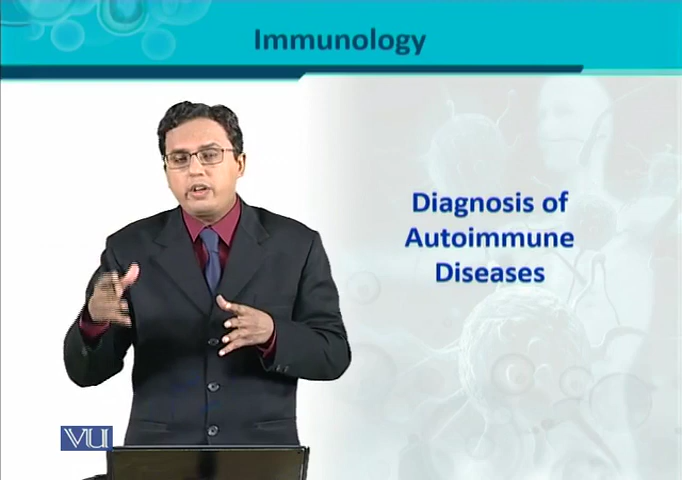 Immunology
Diagnosis of
Autoimmune
Diseases
VU